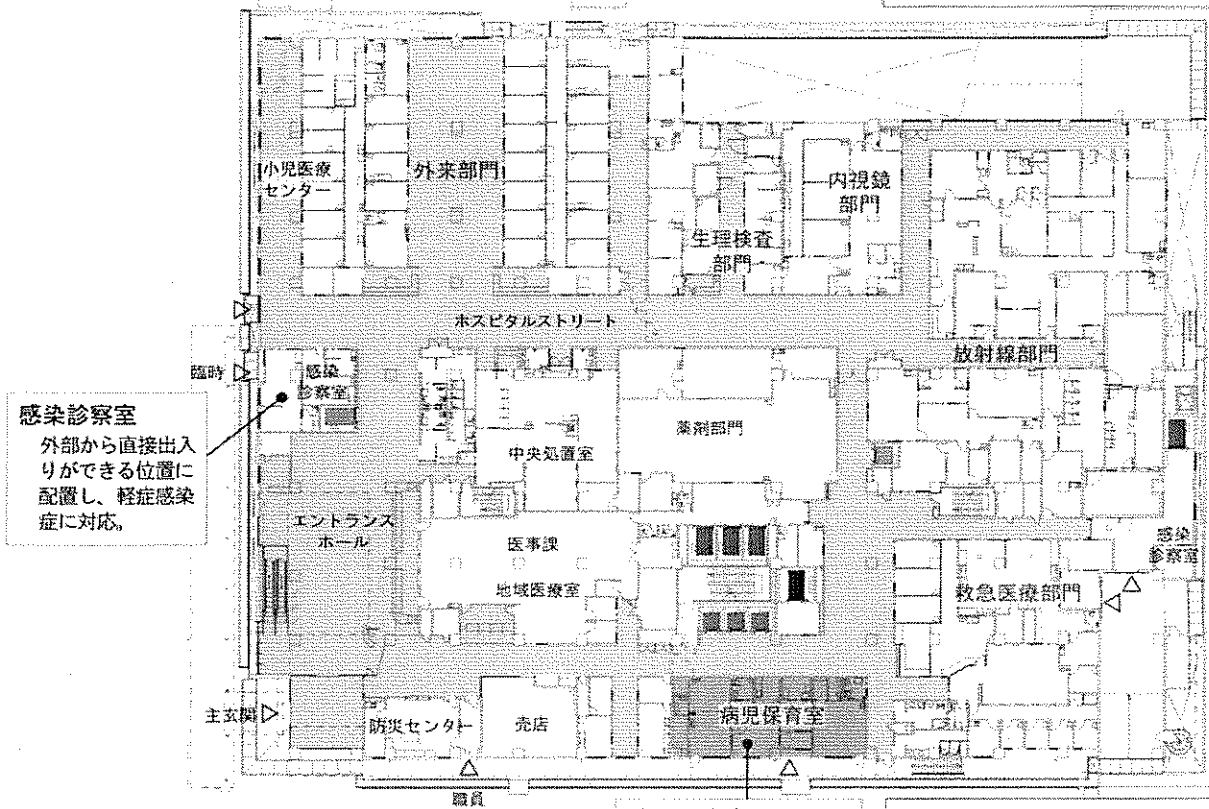 小児医療
センター
外来部門
内視鏡
部門
生理検査
部門
ホスピタルストリート
放射線部門
臨時
感染
診察室
感染診察室
外部から直接出入
りができる位置に
配置し、軽症感染
症に対応。
中央処置室
薬剤部門
エントランス
ホール
医事課
地域医療室
感染
診察室
救急医療部門
主玄関
防災センター
売店
病児保育室
職員